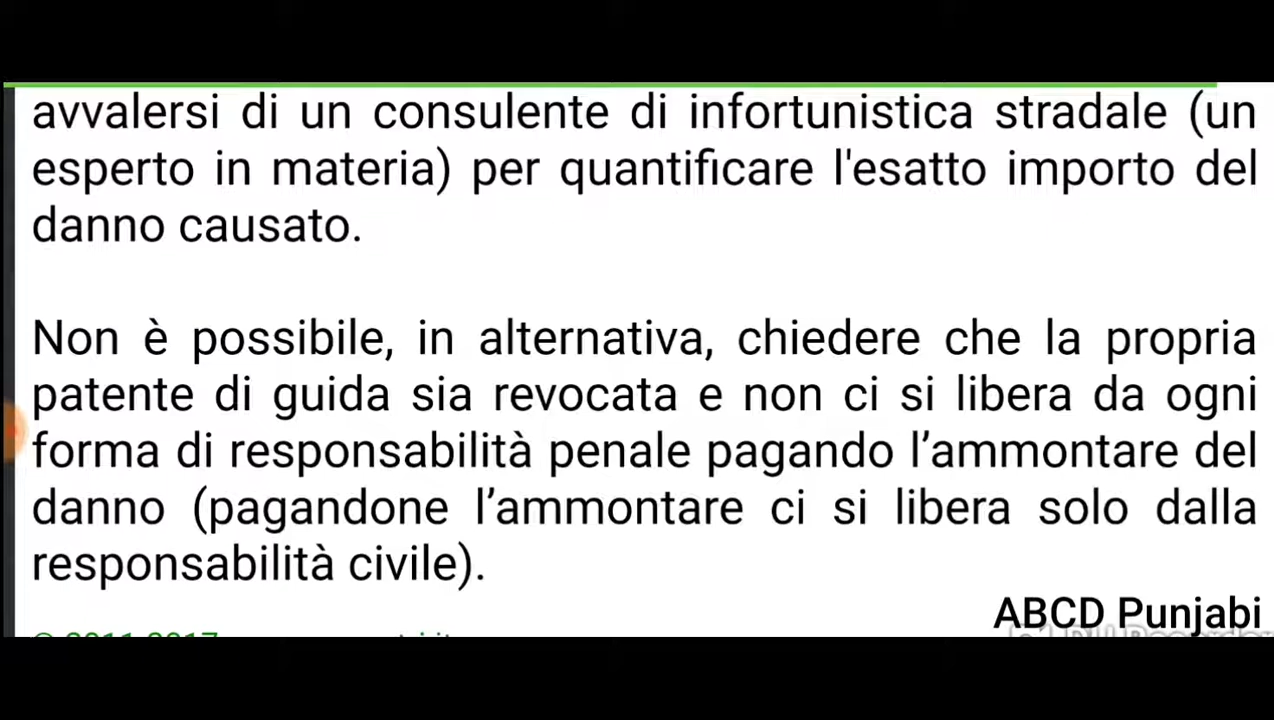 avvalersi di un consulente di infortunistica stradale (un
esperto in materia) per quantificare l'esatto importo del
danno causato.
Non è possibile, in alternativa, chiedere che la propria
patente di guida sia revocata e non ci si libera da ogni
forma di responsabilità penale pagando l’ammontare del
danno (pagandone l’ammontare ci si libera solo dalla
responsabilità civile).
ABCD Punjabi